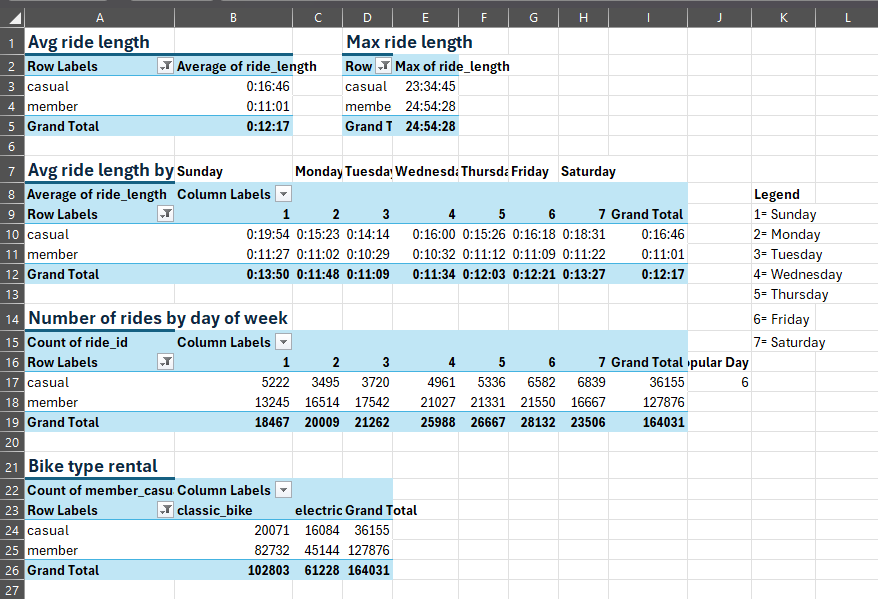 A B C D E F G H I J K L
1 Avg ride length Max ride length
2 Row Labels Average of ride_length Row Max of ride_length
3 casual 0:16:46 casual 23:34:45
4 member 0:11:01 membe 24:54:28
5 Grand Total 0:12:17 Grand T 24:54:28
6
7 Avg ride length by Sunday Monday Tuesday Wednesda Thursda Friday Saturday
8 Average of ride_length Column Labels Legend
9 Row Labels 1 2 3 4 5 6 7 Grand Total 1= Sunday
10 casual 0:19:54 0:15:23 0:14:14 0:16:00 0:15:26 0:16:18 0:18:31 0:16:46 2= Monday
11 member 0:11:27 0:11:02 0:10:29 0:10:32 0:11:12 0:11:09 0:11:22 0:11:01 3= Tuesday
12 Grand Total 0:13:50 0:11:48 0:11:09 0:11:34 0:12:03 0:12:21 0:13:27 0:12:17 4= Wednesday
13 5= Thursday
14 Number of rides by day of week 6= Friday
15 Count of ride_id Column Labels 7= Saturday
16 Row Labels 1 2 3 4 5 6 7 Grand Total opular Day
17 casual 5222 3495 3720 4961 5336 6582 6839 36155 6
18 member 13245 16514 17542 21027 21331 21550 16667 127876
19 Grand Total 18467 20009 21262 25988 26667 28132 23506 164031
20
21 Bike type rental
22 Count of member_casu Column Labels
23 Row Labels classic_bike electric Grand Total
24 casual 20071 16084 36155
25 member 82732 45144 127876
26 Grand Total 102803 61228 164031
27